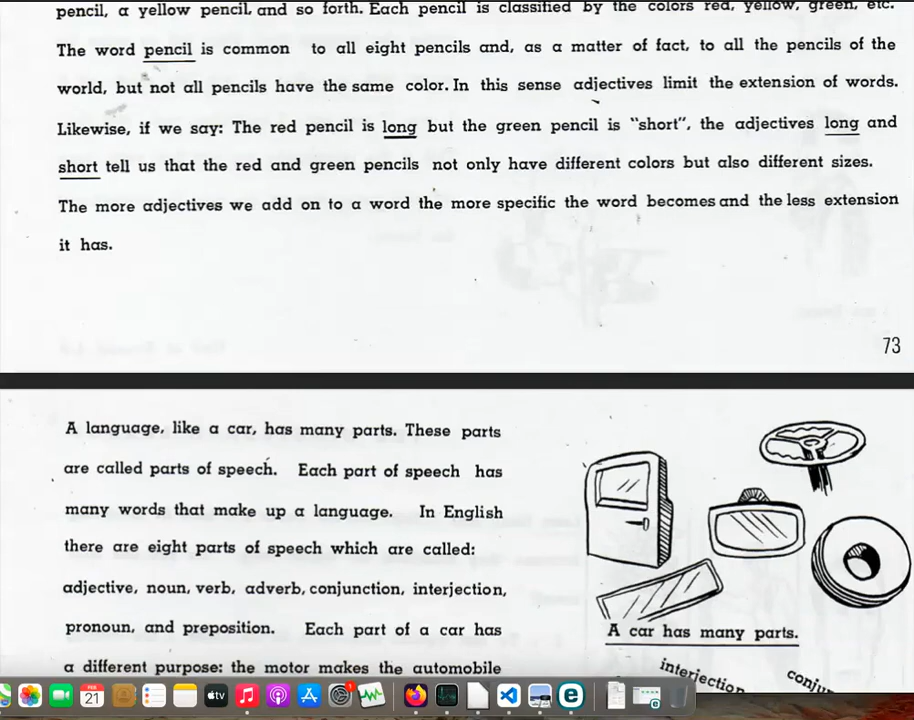 pencil, a yellow pencil and so forth. Each pencil is classified by the colors red, yellow, green, etc.
The word pencil is common to all eight pencils and, as a matter of fact, to all the pencils of the
world, but not all pencils have the same color. In this sense adjectives limit the extension of words.
Likewise, if we say: The red pencil is long but the green pencil is "short", the adjectives long and
short tell us that the red and green pencils not only have different colors but also different sizes.
The more adjectives we add on to a word the more specific the word becomes and the less extension
it has.
73
A language, like a car, has many parts. These parts
are called parts of speech. Each part of speech has
many words that make up a language. In English
there are eight parts of speech which are called:
adjective, noun, verb, adverb, conjunction, interjection,
pronoun, and preposition. Each part of a car has
a different purpose: the motor makes the automobile
A car has many parts.
interjection
FEB
21
tv